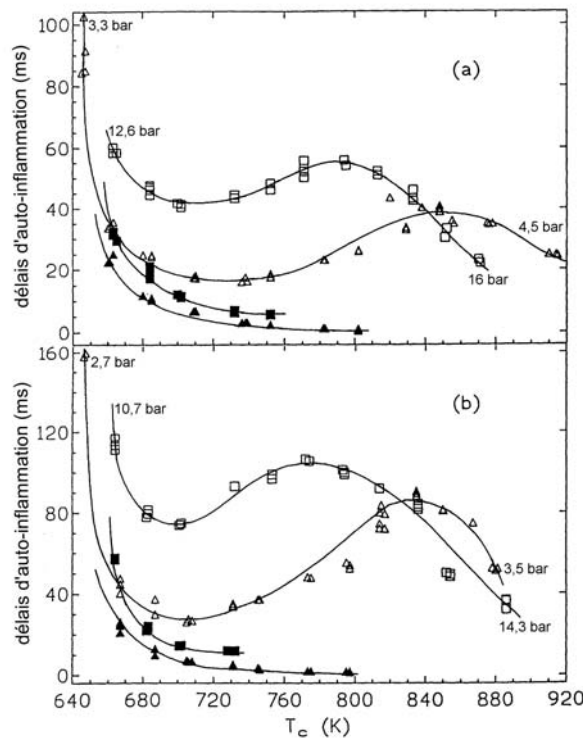 délais d'auto-inflammation (ms)
100
80
60
40
20
0
3,3 bar
(a)
12,6 bar
4,5 bar
16 bar
délais d'auto-inflammation (ms)
160
120
80
40
0
2,7 bar
(b)
10,7 bar
3,5 bar
14,3 bar
640 680 720 760 800 840 880 920
Tc (K)